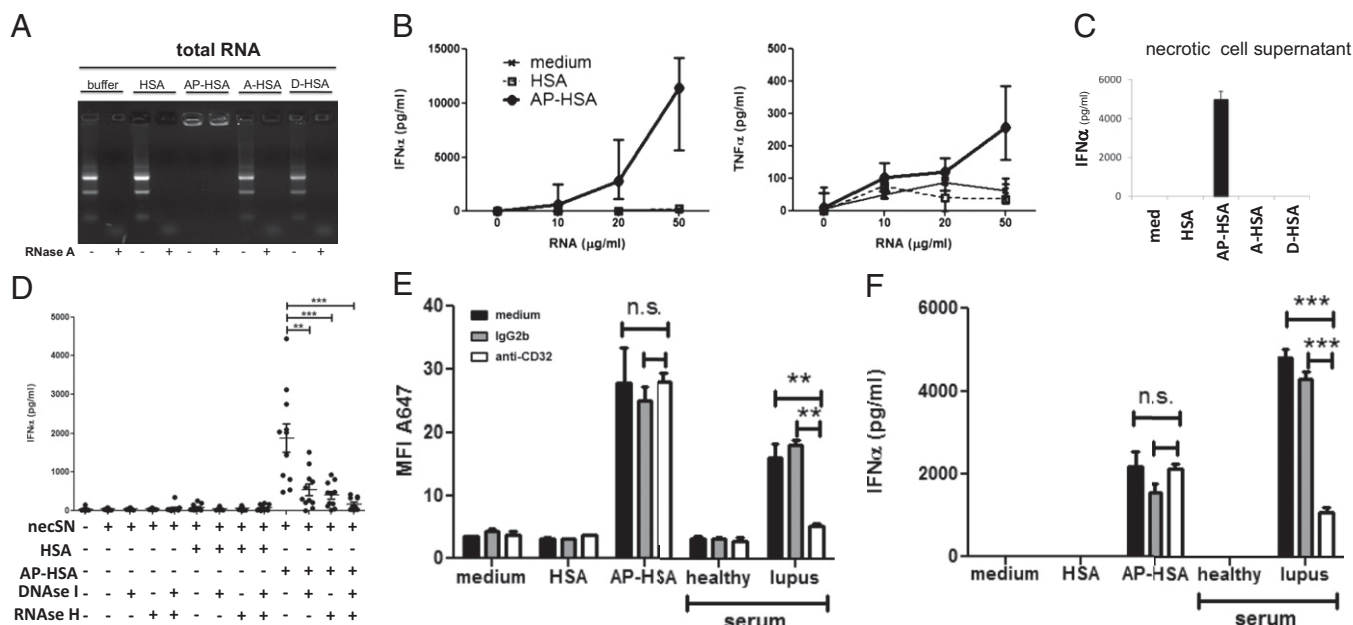 A
total RNA
buffer HSA AP-HSA A-HSA D-HSA
RNase A - + - + - + - + - +
B
15000
10000
5000
0
IFNα (pg/ml)
medium
HSA
AP-HSA
0 10 20 50
RNA (μg/ml)
500
400
300
200
100
0
TNFα (pg/ml)
0 10 20 50
RNA (μg/ml)
C
necrotic cell supernatant
6000
4000
2000
0
IFNα (pg/ml)
med HSA AP-HSA A-HSA D-HSA
D
5000
4000
3000
2000
1000
0
IFNα (pg/ml)
***
***
**
necSN - + + + + + + + + + + + +
HSA - - - - - + + + + - - - -
AP-HSA - - - - - - - - - + + + +
DNAse I - - + - + - + - + - + - +
RNAse H - - - + + - - + + - - + +
E
40
30
20
10
0
MFI A647
medium
IgG2b
anti-CD32
n.s.
**
**
medium HSA AP-HSA healthy lupus
serum
F
6000
4000
2000
0
IFNα (pg/ml)
n.s.
***
***
medium HSA AP-HSA healthy lupus
serum